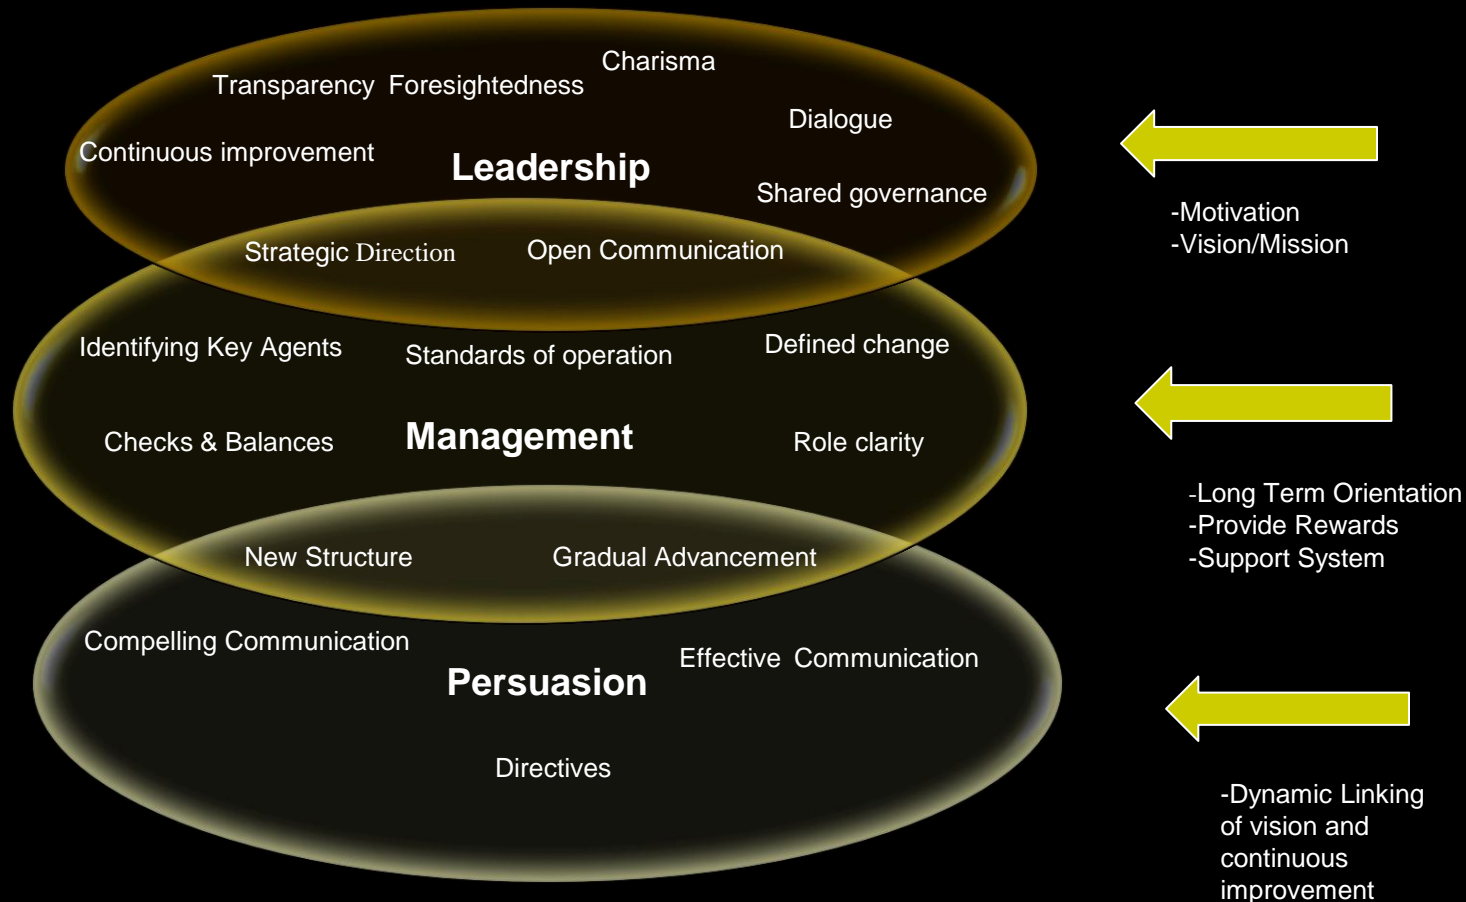 Charisma
Transparency Foresightedness
Dialogue
Continuous improvement
Leadership
Shared governance
Strategic Direction
Open Communication
Identifying Key Agents
Standards of operation
Defined change
Checks & Balances
Management
Role clarity
New Structure
Gradual Advancement
Compelling Communication
Effective Communication
Persuasion
Directives
-Motivation
-Vision/Mission
-Long Term Orientation
-Provide Rewards
-Support System
-Dynamic Linking
of vision and
continuous
improvement